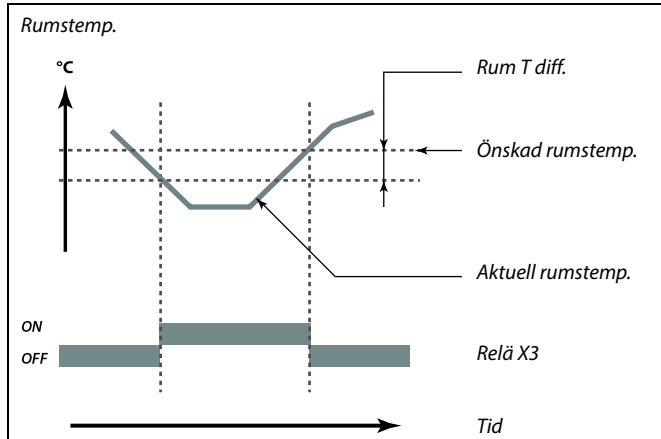 Rumstemp.
°C
Rum T diff.
Önskad rumstemp.
Aktuell rumstemp.
ON
OFF
Relä X3
Tid